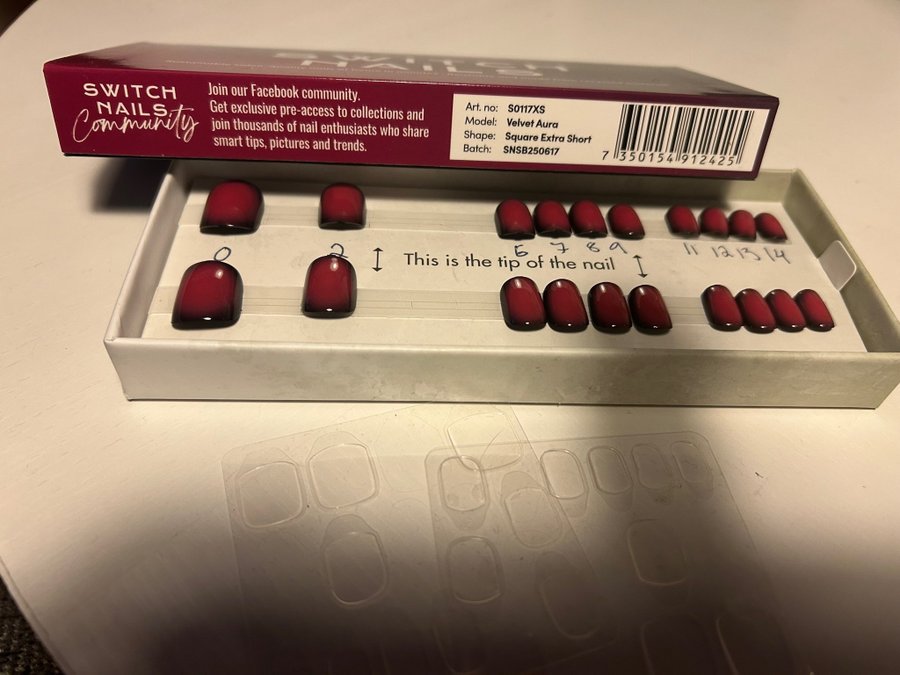 SWITCH
NAILS
Community
Join our Facebook community.
Get exclusive pre-access to collections and
join thousands of nail enthusiasts who share
smart tips, pictures and trends.
Art. no: S0117XS
Model: Velvet Aura
Shape: Square Extra Short
Batch: SNSB250617
7 350154 912425
0 2 6 7 8 9 11 12 13 14
This is the tip of the nail